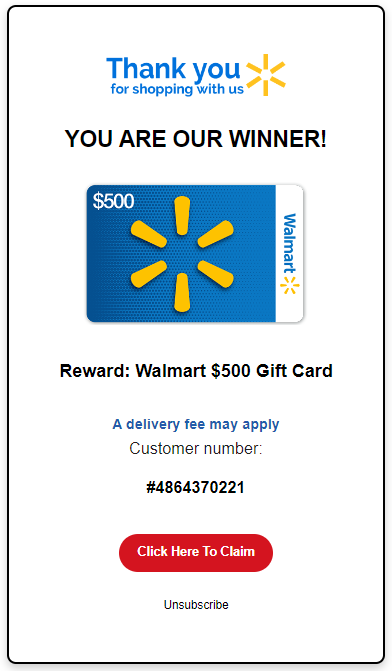 Thank you
for shopping with us
YOU ARE OUR WINNER!
$500
Walmart
Reward: Walmart $500 Gift Card
A delivery fee may apply
Customer number:
#4864370221
Click Here To Claim
Unsubscribe